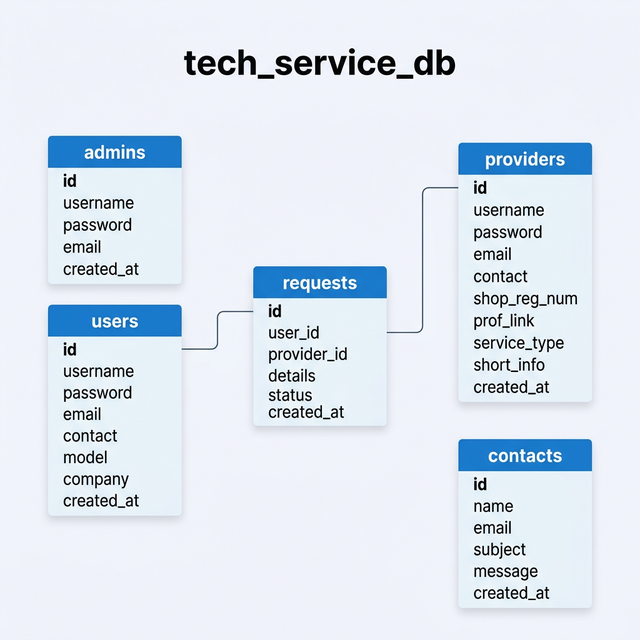 tech_service_db
admins
id
username
password
email
created_at
users
id
username
password
email
contact
model
company
created_at
requests
id
user_id
provider_id
details
status
created_at
providers
id
username
password
email
contact
shop_reg_num
prof_link
service_type
short_info
created_at
contacts
id
name
email
subject
message
created_at